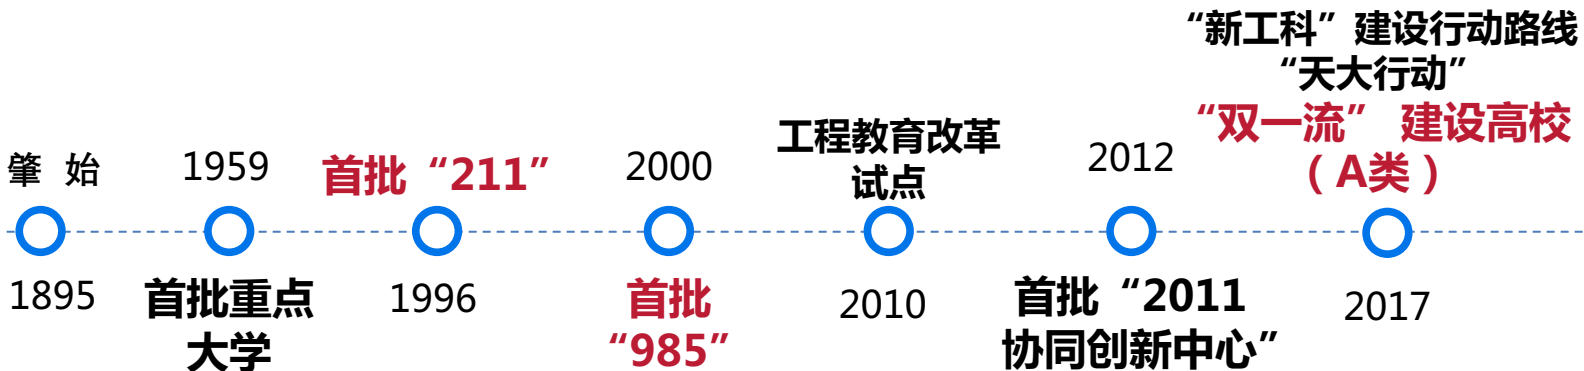 肇 始
1895
1959
首批重点
大学
首批“211”
1996
2000
首批
“985”
工程教育改革
试点
2010
2012
首批“2011
协同创新中心”
“新工科”建设行动路线
“天大行动”
“双一流” 建设高校
（A类）
2017